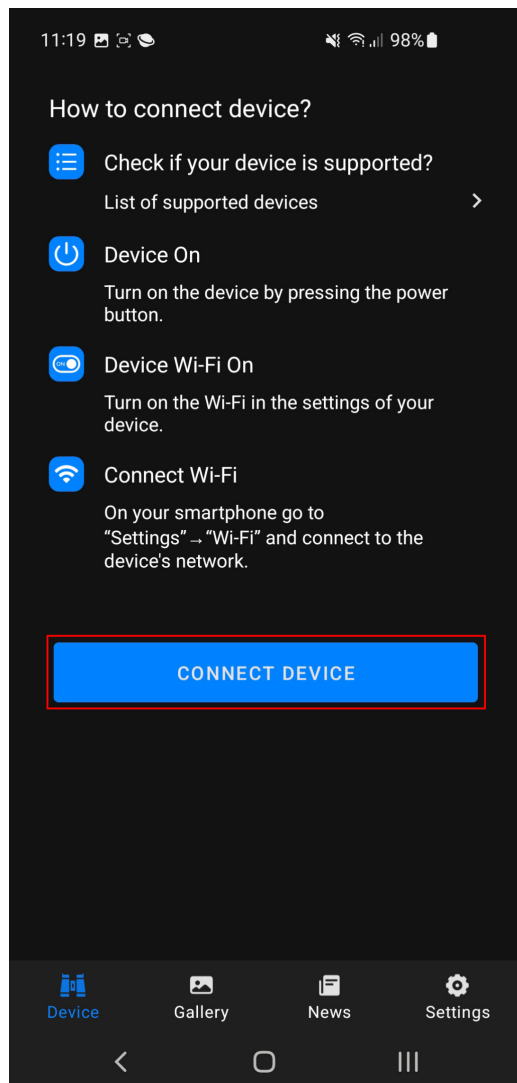 11:19 98%
How to connect device?
Check if your device is supported?
List of supported devices
Device On
Turn on the device by pressing the power
button.
Device Wi-Fi On
ON
Turn on the Wi-Fi in the settings of your
device.
Connect Wi-Fi
On your smartphone go to
“Settings”→“Wi-Fi” and connect to the
device's network.
CONNECT DEVICE
Device Gallery News Settings